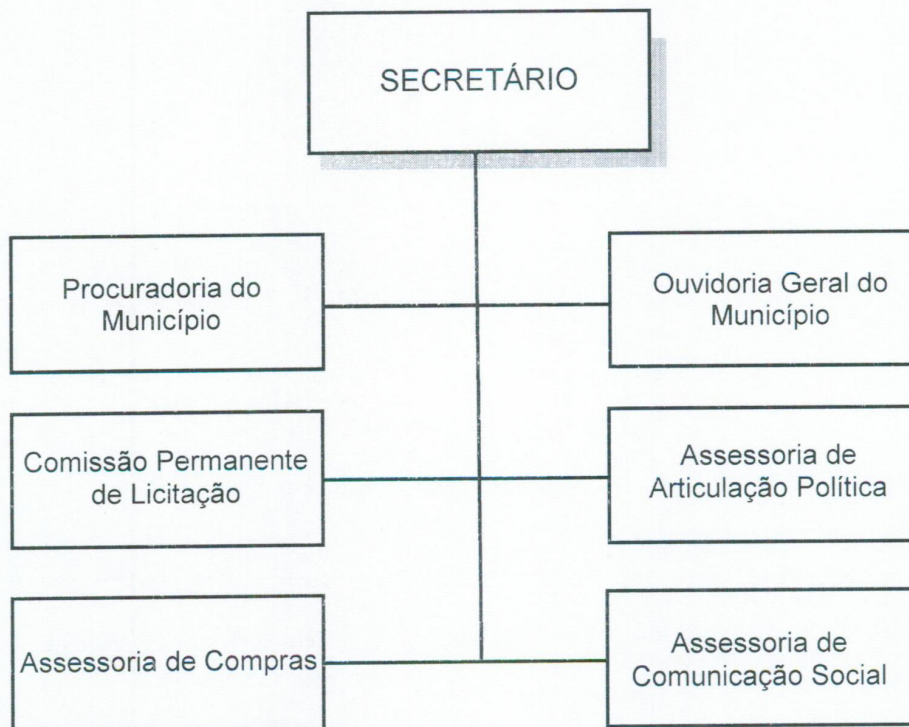 SECRETÁRIO
Procuradoria do
Município
Ouvidoria Geral do
Município
Comissão Permanente
de Licitação
Assessoria de
Articulação Política
Assessoria de Compras
Assessoria de
Comunicação Social